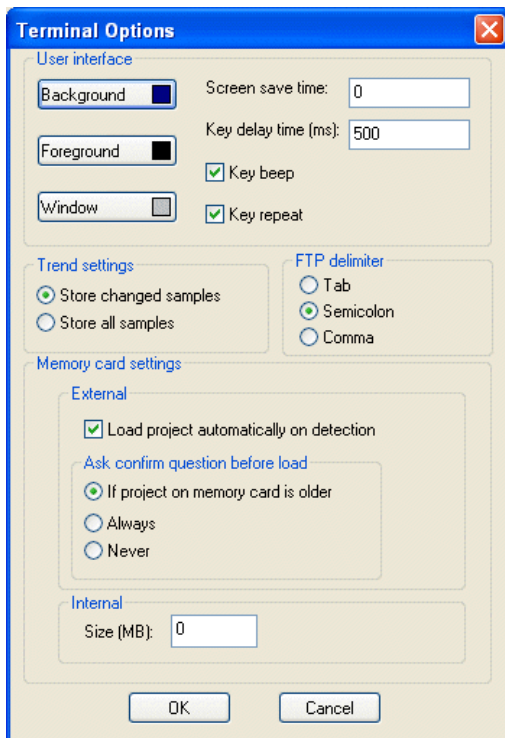 Terminal Options
User interface
Background
Screen save time: 0
Key delay time (ms): 500
Foreground
Key beep
Window
Key repeat
Trend settings
Store changed samples
Store all samples
FTP delimiter
Tab
Semicolon
Comma
Memory card settings
External
Load project automatically on detection
Ask confirm question before load
If project on memory card is older
Always
Never
Internal
Size (MB): 0
OK
Cancel